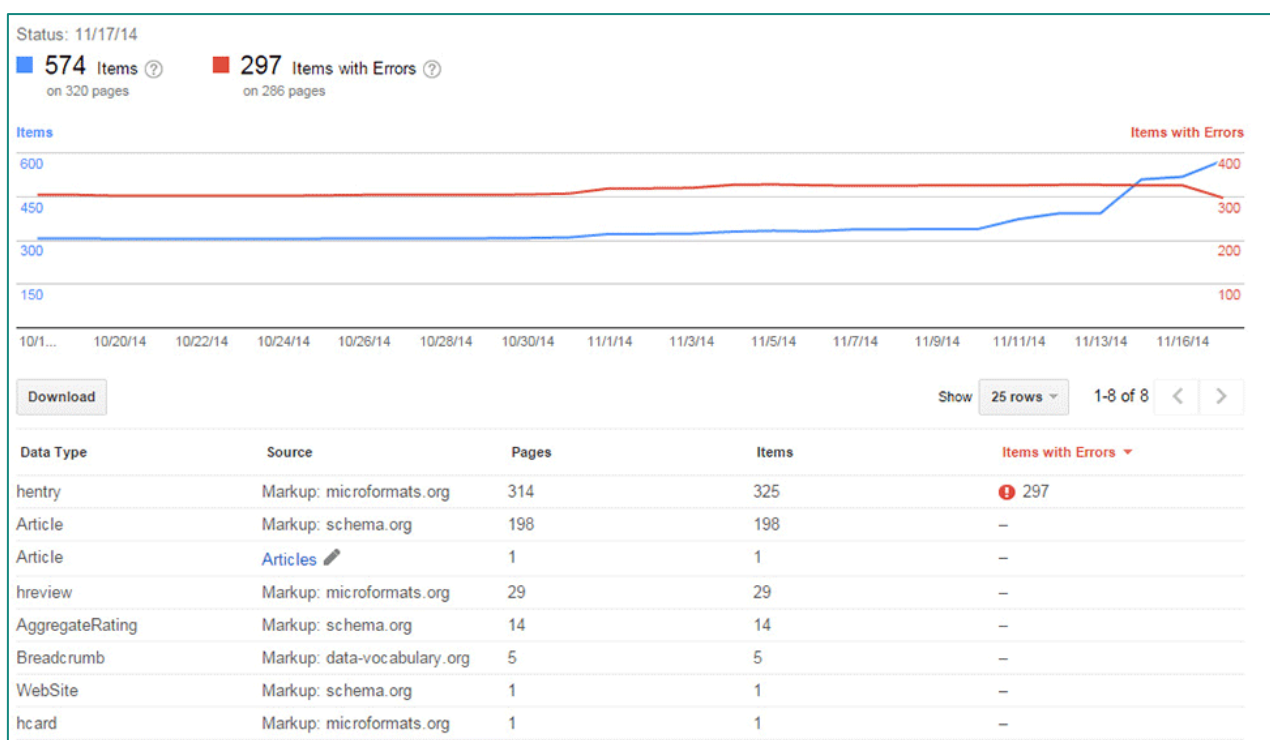 Status: 11/17/14
574 Items ? 297 Items with Errors ?
on 320 pages on 286 pages
Items Items with Errors
600 400
450 300
300 200
150 100
10/1... 10/20/14 10/22/14 10/24/14 10/26/14 10/28/14 10/30/14 11/1/14 11/3/14 11/5/14 11/7/14 11/9/14 11/11/14 11/13/14 11/16/14
Download Show 25 rows 1-8 of 8
Data Type Source Pages Items Items with Errors
hentry Markup: microformats.org 314 325 297
Article Markup: schema.org 198 198 –
Article Articles 1 1 –
hreview Markup: microformats.org 29 29 –
AggregateRating Markup: schema.org 14 14 –
Breadcrumb Markup: data-vocabulary.org 5 5 –
WebSite Markup: schema.org 1 1 –
hcard Markup: microformats.org 1 1 –